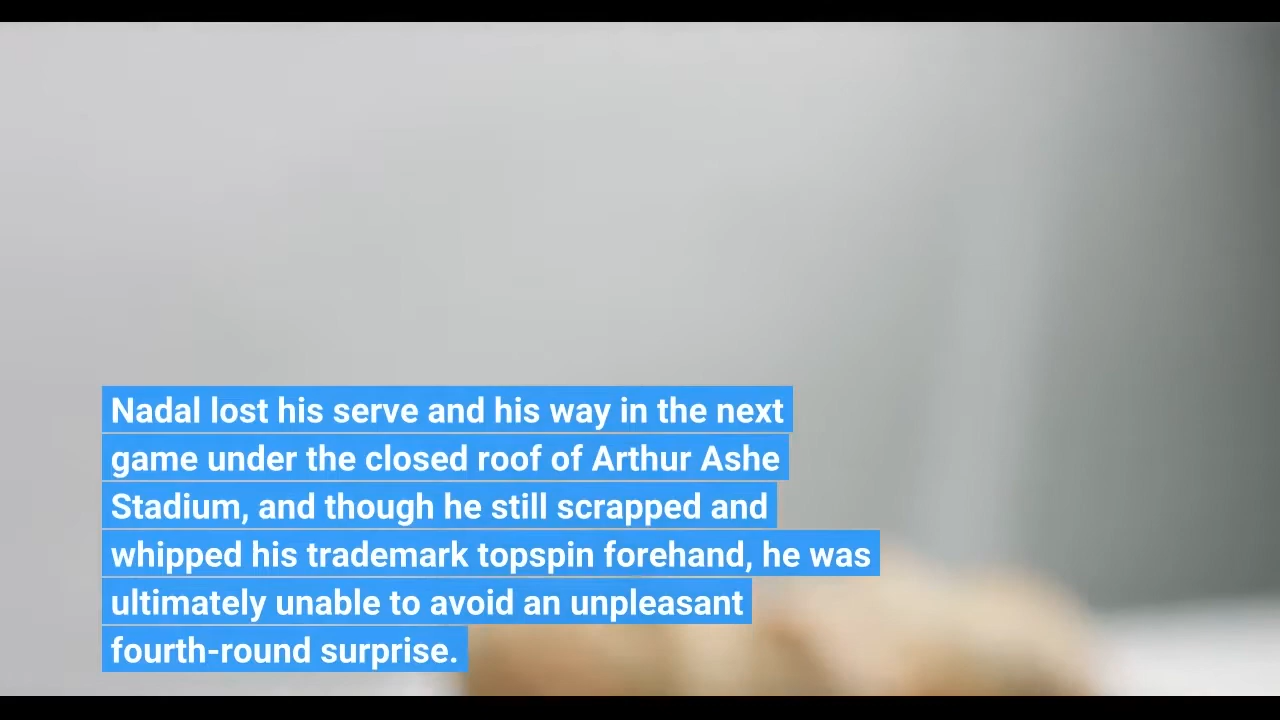 Nadal lost his serve and his way in the next
game under the closed roof of Arthur Ashe
Stadium, and though he still scrapped and
whipped his trademark topspin forehand, he was
ultimately unable to avoid an unpleasant
fourth-round surprise.